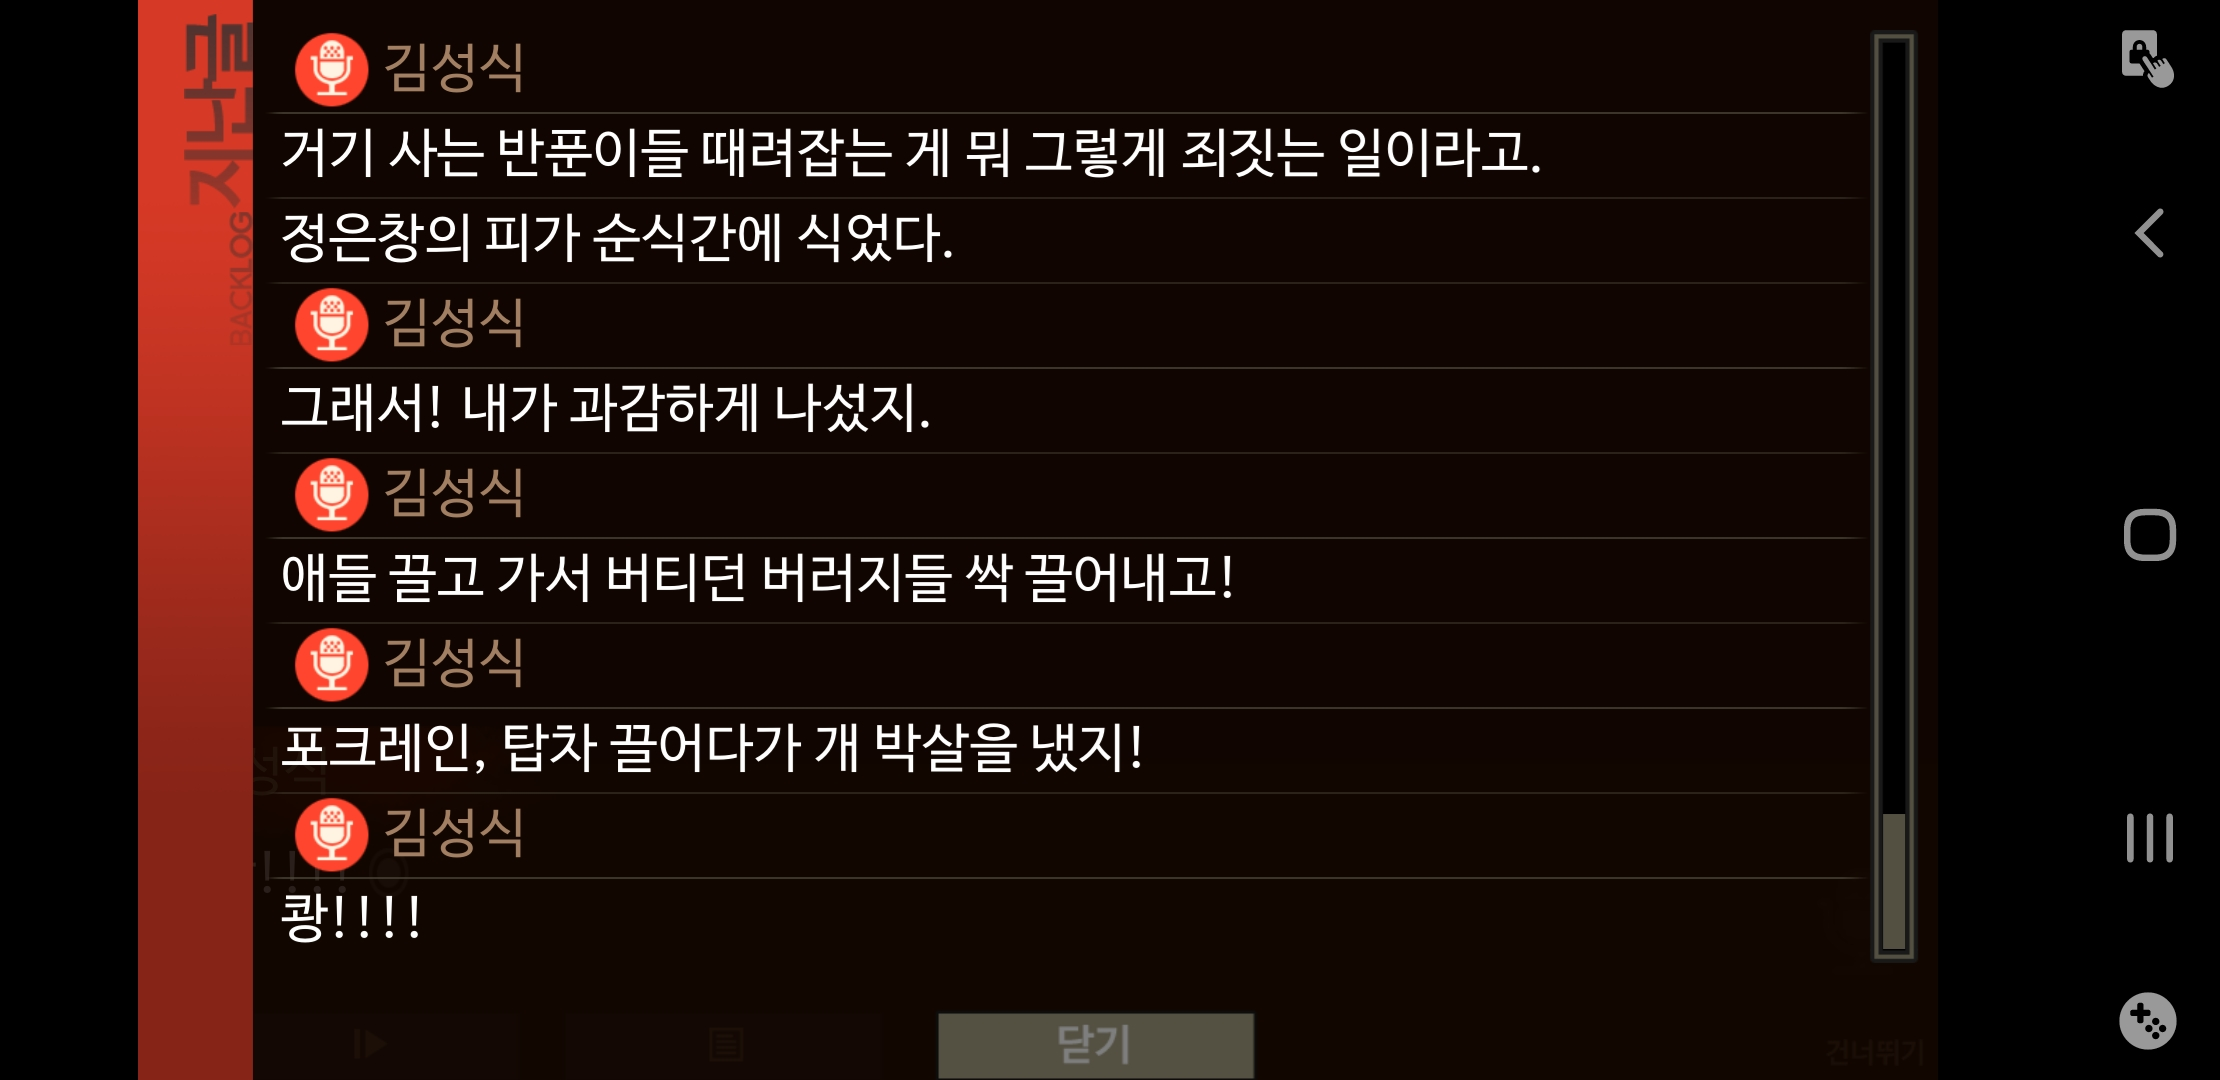 지난글
BACKLOG
김성식
거기 사는 반푼이들 때려잡는 게 뭐 그렇게 죄짓는 일이라고.
정은창의 피가 순식간에 식었다.
김성식
그래서! 내가 과감하게 나섰지.
김성식
애들 끌고 가서 버티던 버러지들 싹 끌어내고!
김성식
포크레인, 탑차 끌어다가 개 박살을 냈지!
김성식
쾅!!!!
닫기
건너뛰기